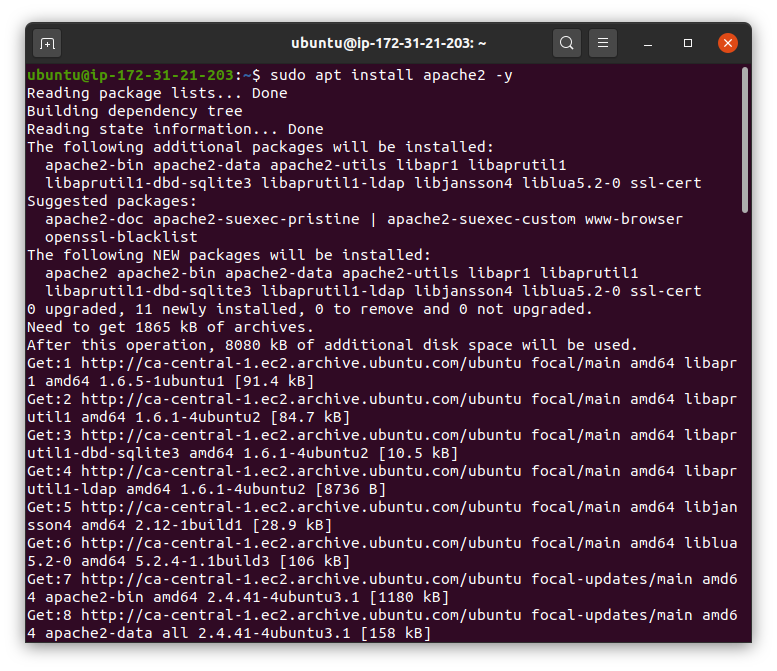 ubuntu@ip-172-31-21-203: ~
ubuntu@ip-172-31-21-203:~$ sudo apt install apache2 -y
Reading package lists... Done
Building dependency tree
Reading state information... Done
The following additional packages will be installed:
  apache2-bin apache2-data apache2-utils libapr1 libaprutil1
  libaprutil1-dbd-sqlite3 libaprutil1-ldap libjansson4 liblua5.2-0 ssl-cert
Suggested packages:
  apache2-doc apache2-suexec-pristine | apache2-suexec-custom www-browser
  openssl-blacklist
The following NEW packages will be installed:
  apache2 apache2-bin apache2-data apache2-utils libapr1 libaprutil1
  libaprutil1-dbd-sqlite3 libaprutil1-ldap libjansson4 liblua5.2-0 ssl-cert
0 upgraded, 11 newly installed, 0 to remove and 0 not upgraded.
Need to get 1865 kB of archives.
After this operation, 8080 kB of additional disk space will be used.
Get:1 http://ca-central-1.ec2.archive.ubuntu.com/ubuntu focal/main amd64 libapr
1 amd64 1.6.5-1ubuntu1 [91.4 kB]
Get:2 http://ca-central-1.ec2.archive.ubuntu.com/ubuntu focal/main amd64 libapr
util1 amd64 1.6.1-4ubuntu2 [84.7 kB]
Get:3 http://ca-central-1.ec2.archive.ubuntu.com/ubuntu focal/main amd64 libapr
util1-dbd-sqlite3 amd64 1.6.1-4ubuntu2 [10.5 kB]
Get:4 http://ca-central-1.ec2.archive.ubuntu.com/ubuntu focal/main amd64 libapr
util1-ldap amd64 1.6.1-4ubuntu2 [8736 B]
Get:5 http://ca-central-1.ec2.archive.ubuntu.com/ubuntu focal/main amd64 libjan
sson4 amd64 2.12-1build1 [28.9 kB]
Get:6 http://ca-central-1.ec2.archive.ubuntu.com/ubuntu focal/main amd64 liblua
5.2-0 amd64 5.2.4-1.1build3 [106 kB]
Get:7 http://ca-central-1.ec2.archive.ubuntu.com/ubuntu focal-updates/main amd6
4 apache2-bin amd64 2.4.41-4ubuntu3.1 [1180 kB]
Get:8 http://ca-central-1.ec2.archive.ubuntu.com/ubuntu focal-updates/main amd6
4 apache2-data all 2.4.41-4ubuntu3.1 [158 kB]